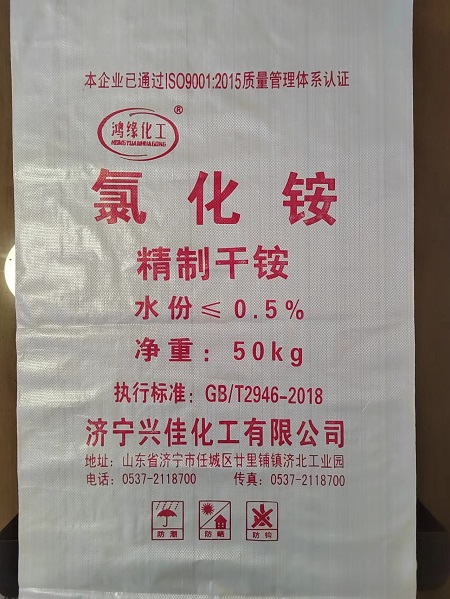 本企业已通过ISO9001:2015质量管理体系认证
鸿缘化工®
HONGYUANHUAGONG
氯化铵
精制干铵
水份≤0.5%
净重：50kg
执行标准：GB/T2946-2018
济宁兴佳化工有限公司
地址：山东省济宁市任城区廿里铺镇济北工业园
电话：0537-2118700 传真：0537-2118700
防潮 防晒 防钩